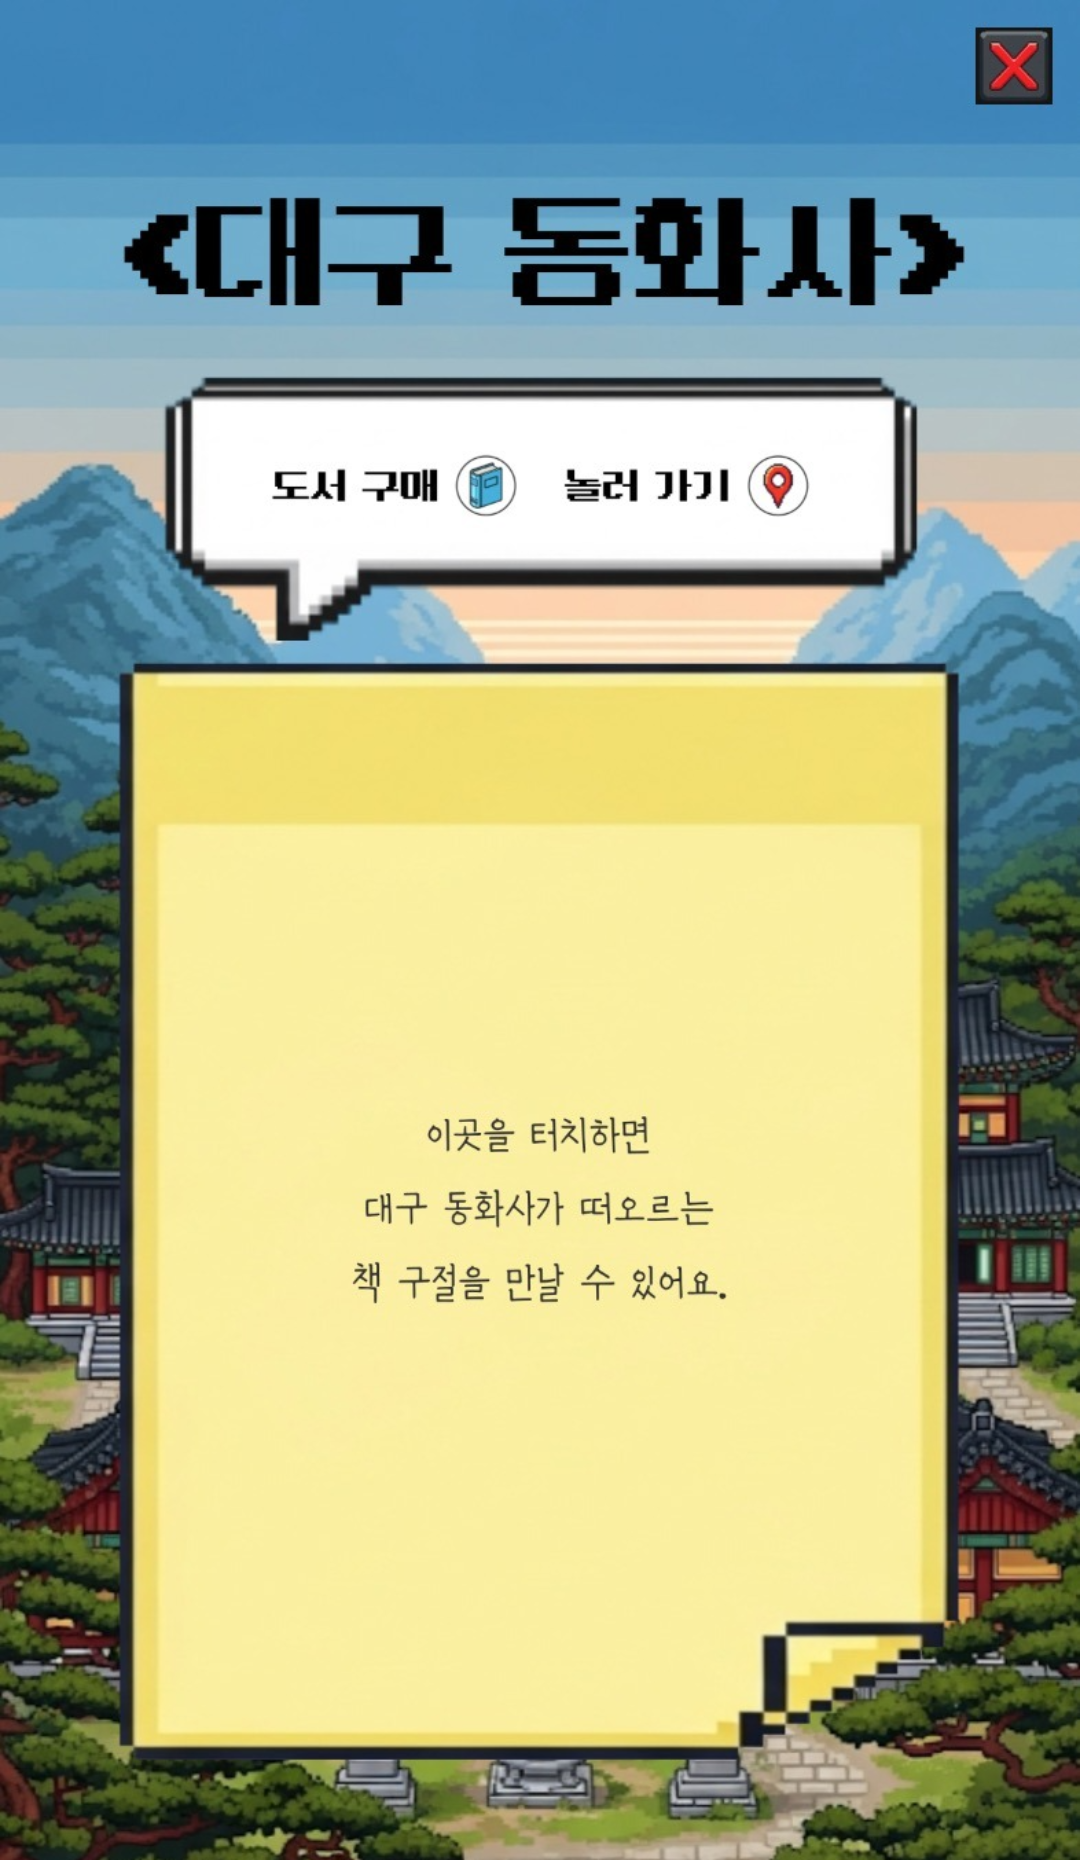 <대구 동화사>
도서 구매 놀러 가기
이곳을 터치하면
대구 동화사가 떠오르는
책 구절을 만날 수 있어요.